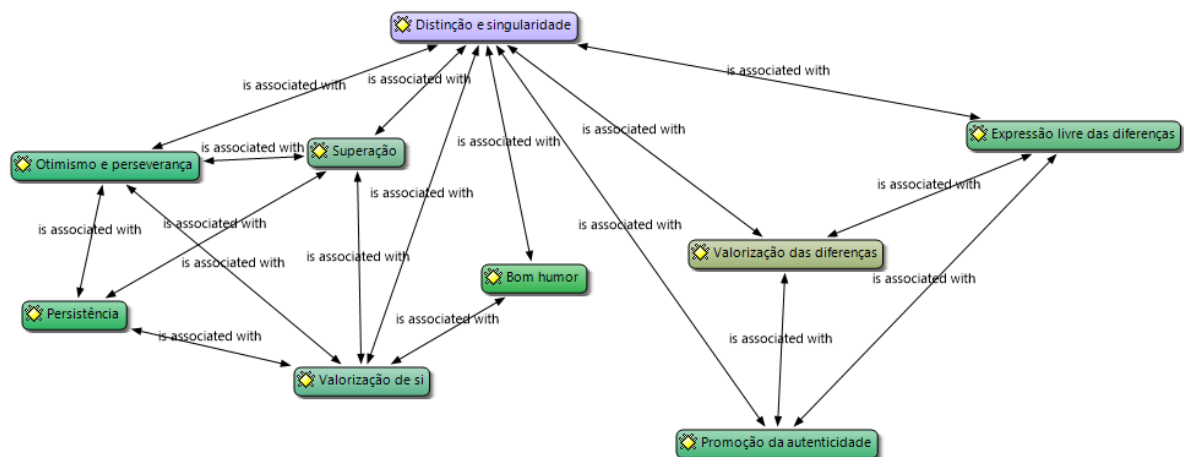 Distinção e singularidade
is associated with
is associated with
is associated with
is associated with
Expressão livre das diferenças
is associated with
is associated with
Superação
is associated with
Otimismo e perseverança
is associated with
is associated with
is associated with
is associated with
is associated with
Valorização das diferenças
is associated with
is associated with
Bom humor
is associated with
Persistência
is associated with
is associated with
is associated with
Valorização de si
Promoção da autenticidade